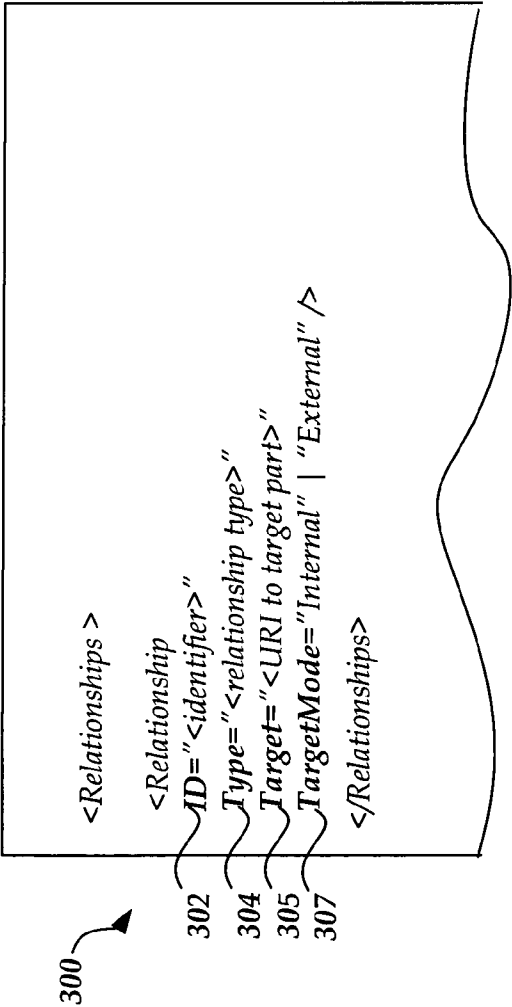 300
<Relationships >
<Relationship
302 ID="<identifier>"
304 Type="<relationship type>"
305 Target="<URI to target part>"
307 TargetMode="Internal" | "External" />
</Relationships>